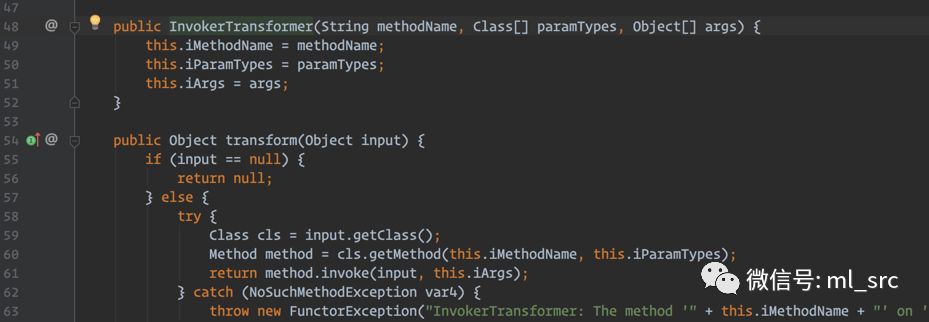 47
48 @ public InvokerTransformer(String methodName, Class[] paramTypes, Object[] args) {
49 this.iMethodName = methodName;
50 this.iParamTypes = paramTypes;
51 this.iArgs = args;
52 }
53
54 @ public Object transform(Object input) {
55 if (input == null) {
56 return null;
57 } else {
58 try {
59 Class cls = input.getClass();
60 Method method = cls.getMethod(this.iMethodName, this.iParamTypes);
61 return method.invoke(input, this.iArgs);
62 } catch (NoSuchMethodException var4) {
63 throw new FunctorException("InvokerTransformer: The method '" + this.iMethodName + "' on '
微信号: ml_src